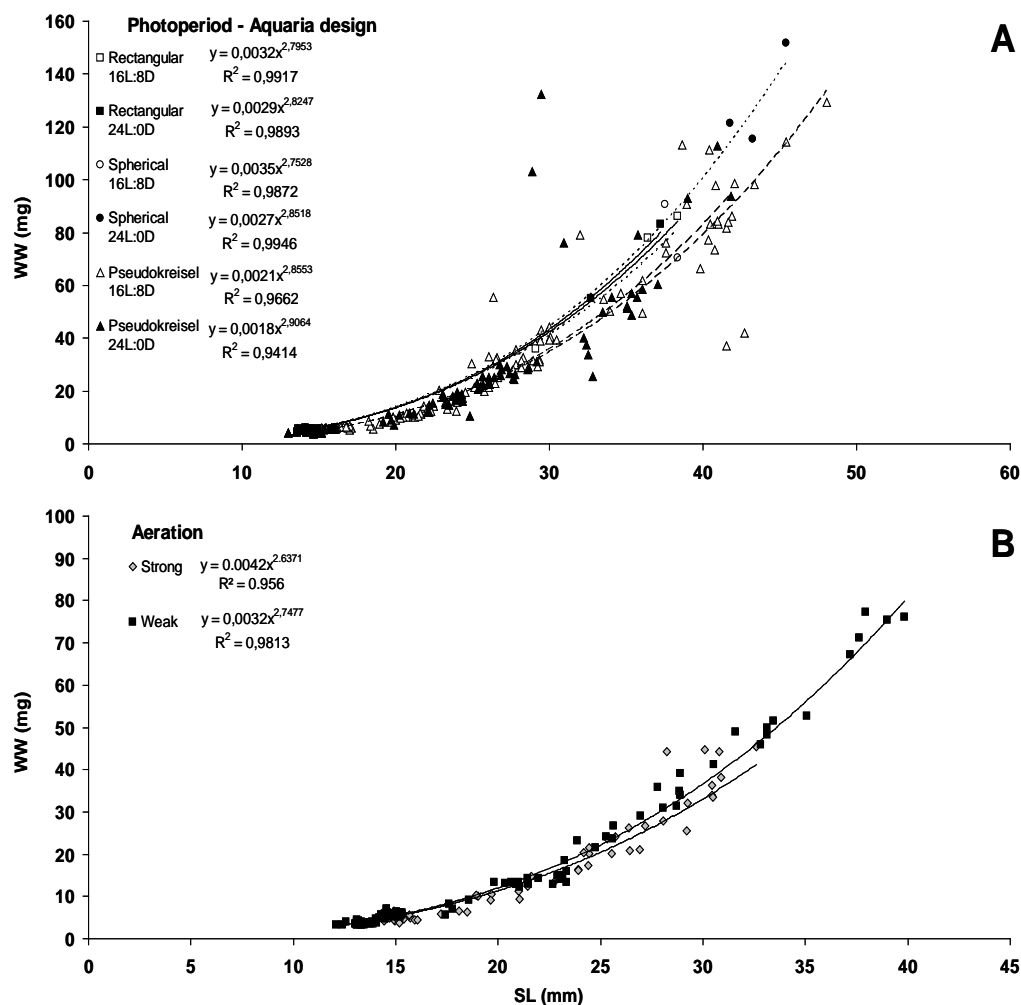 Photoperiod - Aquaria design
A
Rectangular 16L:8D
y = 0,0032x^2,7953
R^2 = 0,9917
Rectangular 24L:0D
y = 0,0029x^2,8247
R^2 = 0,9893
Spherical 16L:8D
y = 0,0035x^2,7528
R^2 = 0,9872
Spherical 24L:0D
y = 0,0027x^2,8518
R^2 = 0,9946
Pseudokreisel 16L:8D
y = 0,0021x^2,8553
R^2 = 0,9662
Pseudokreisel 24L:0D
y = 0,0018x^2,9064
R^2 = 0,9414
WW (mg)
160
140
120
100
80
60
40
20
0
0 10 20 30 40 50 60
Aeration
B
Strong
y = 0.0042x^2.6371
R² = 0.956
Weak
y = 0,0032x^2,7477
R^2 = 0,9813
WW (mg)
100
90
80
70
60
50
40
30
20
10
0
0 5 10 15 20 25 30 35 40 45
SL (mm)